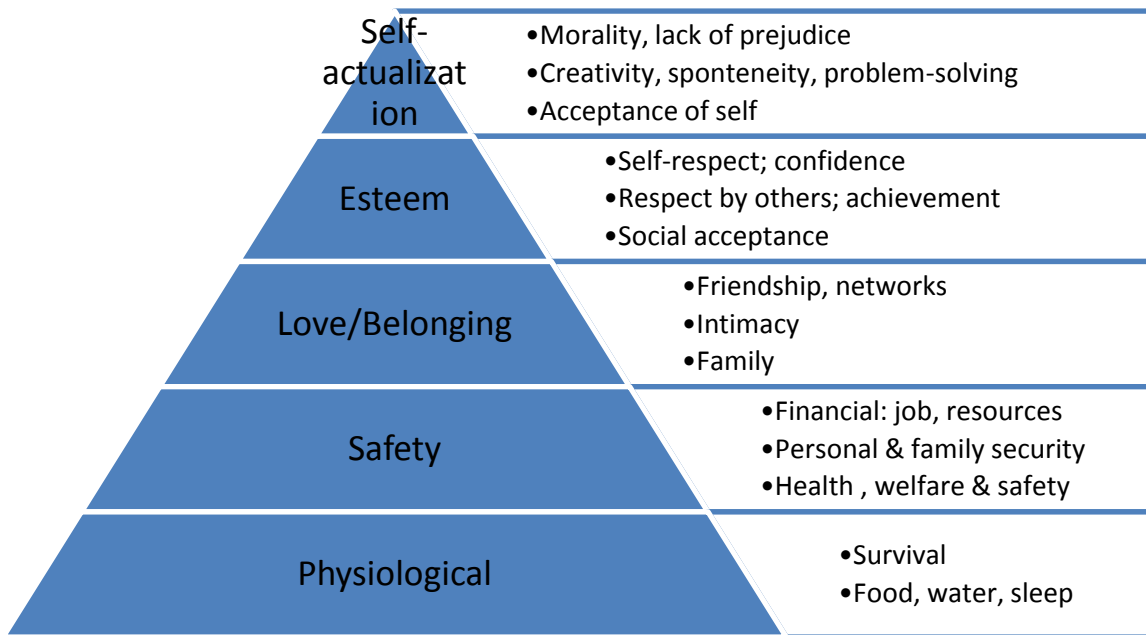 Self-
actualizat
ion
•Morality, lack of prejudice
•Creativity, sponteneity, problem-solving
•Acceptance of self
Esteem
•Self-respect; confidence
•Respect by others; achievement
•Social acceptance
Love/Belonging
•Friendship, networks
•Intimacy
•Family
Safety
•Financial: job, resources
•Personal & family security
•Health , welfare & safety
Physiological
•Survival
•Food, water, sleep